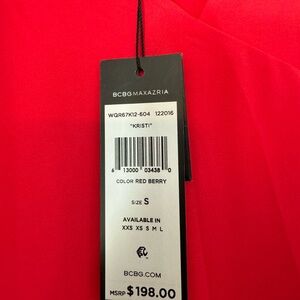 BCBGMAXAZRIA
WQR67K12-604 122016
"KRISTI"
6 13000 03438 0
COLOR RED BERRY
SIZE S
AVAILABLE IN
XXS XS S M L
BCBG.COM
MSRP $198.00